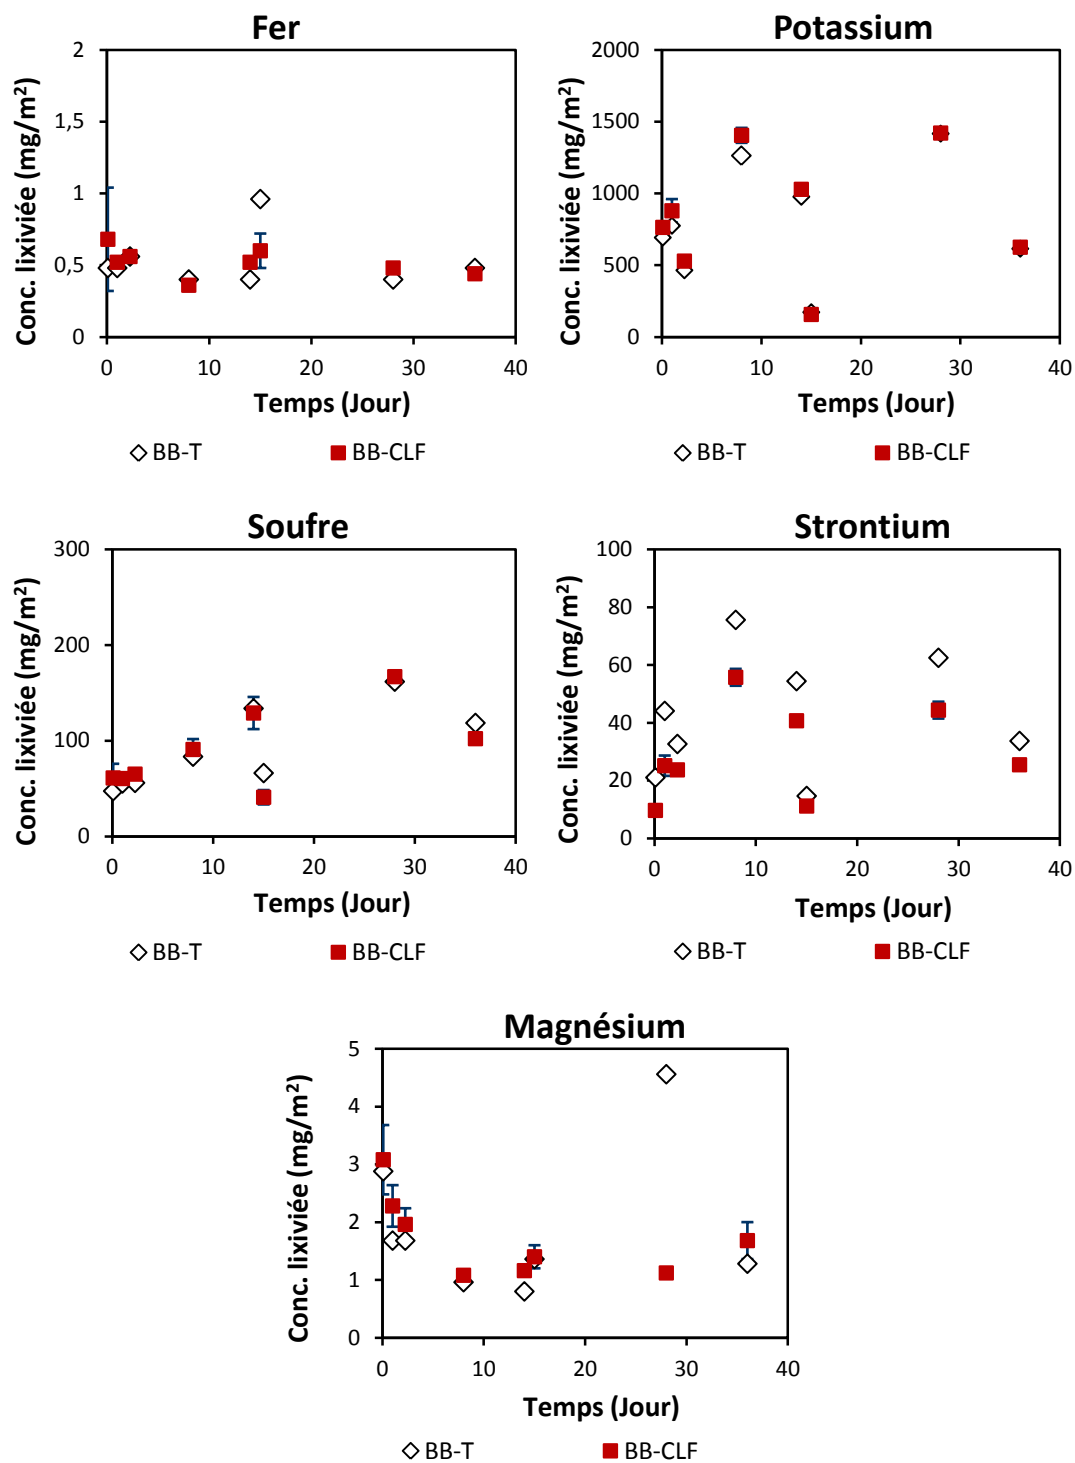 Fer
Conc. lixiviée (mg/m²)
2
1,5
1
0,5
0
0 10 20 30 40
Temps (Jour)
BB-T BB-CLF
Potassium
Conc. lixiviée (mg/m²)
2000
1500
1000
500
0
0 10 20 30 40
Temps (Jour)
BB-T BB-CLF
Soufre
Conc. lixiviée (mg/m²)
300
200
100
0
0 10 20 30 40
Temps (Jour)
BB-T BB-CLF
Strontium
Conc. lixiviée (mg/m²)
100
80
60
40
20
0
0 10 20 30 40
Temps (Jour)
BB-T BB-CLF
Magnésium
Conc. lixiviée (mg/m²)
5
4
3
2
1
0
0 10 20 30 40
Temps (Jour)
BB-T BB-CLF